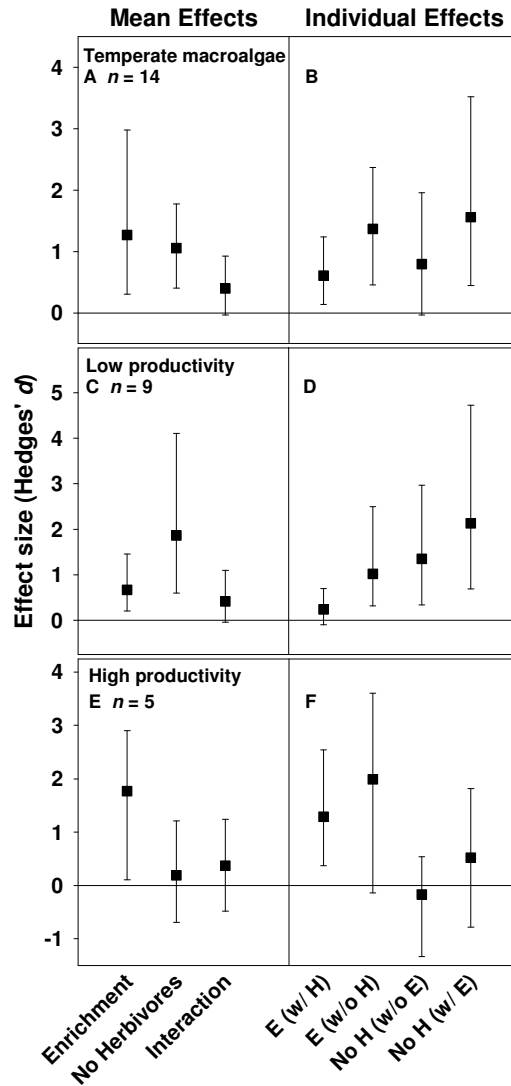 Mean Effects
Individual Effects
Temperate macroalgae
A n = 14
B
4
3
2
1
0
Low productivity
C n = 9
D
5
4
3
2
1
0
High productivity
E n = 5
F
4
3
2
1
0
-1
Effect size (Hedges' d)
Enrichment
No Herbivores
Interaction
E (w/ H)
E (w/o H)
No H (w/o E)
No H (w/ E)